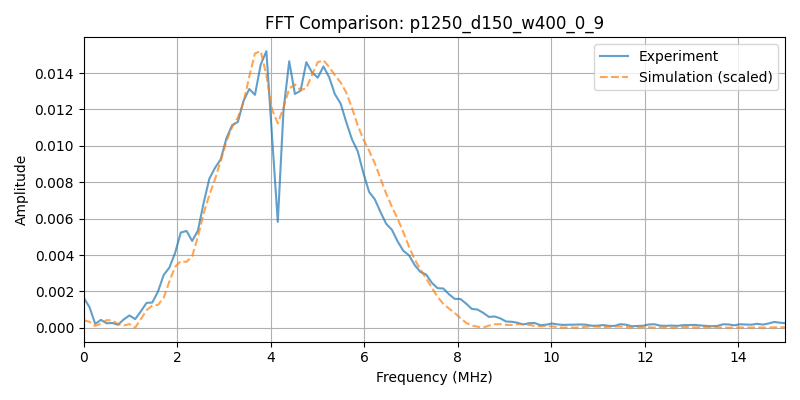 FFT Comparison: p1250_d150_w400_0_9
Experiment
Simulation (scaled)
Amplitude
0.014
0.012
0.010
0.008
0.006
0.004
0.002
0.000
0 2 4 6 8 10 12 14
Frequency (MHz)